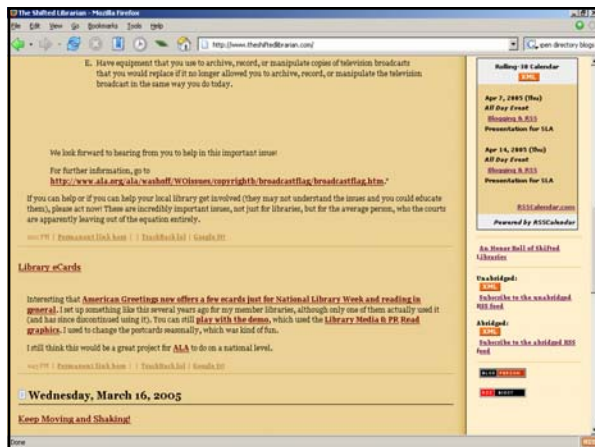 The Shifted Librarian - Mozilla Firefox
File Edit View Go Bookmarks Tools Help
http://www.theshiftedlibrarian.com/
pen directory blogs
E. Have equipment that you use to archive, record, or manipulate copies of television broadcasts
that you would replace if it no longer allowed you to archive, record, or manipulate the television
broadcast in the same way you do today.
We look forward to hearing from you to help in this important issue!
For further information, go to
http://www.ala.org/ala/washoff/WOissues/copyrightb/broadcastflag/broadcastflag.htm."
If you can help or if you can help your local library get involved (they may not understand the issues and you could educate
them), please act now! These are incredibly important issues, not just for libraries, but for the average person, who the courts
are apparently leaving out of the equation entirely.
PM | Permanent link here | | TrackBack | Google It!
Library eCards
Interesting that American Greetings now offers a few ecards just for National Library Week and reading in
general. I set up something like this several years ago for my member libraries, although only one of them actually used it
(and has since discontinued using it). You can still play with the demo, which used the Library Media & PR Read
graphics. I used to change the postcards seasonally, which was kind of fun.
I still think this would be a great project for ALA to do on a national level.
PM | Permanent link here | | TrackBack | Google It!
Wednesday, March 16, 2005
Keep Moving and Shaking!
Rolling-30 Calendar
XML
Apr 7, 2005 (Thu)
All Day Event
Blogging & RSS
Presentation for SLA
Apr 14, 2005 (Thu)
All Day Event
Blogging & RSS
Presentation for SLA
RSSCalendar.com
Powered by RSSCalendar
An Honor Roll of Shifted
Libraries
Unabridged:
XML
Subscribe to the unabridged
RSS feed
Abridged:
XML
Subscribe to the abridged RSS
feed
Done